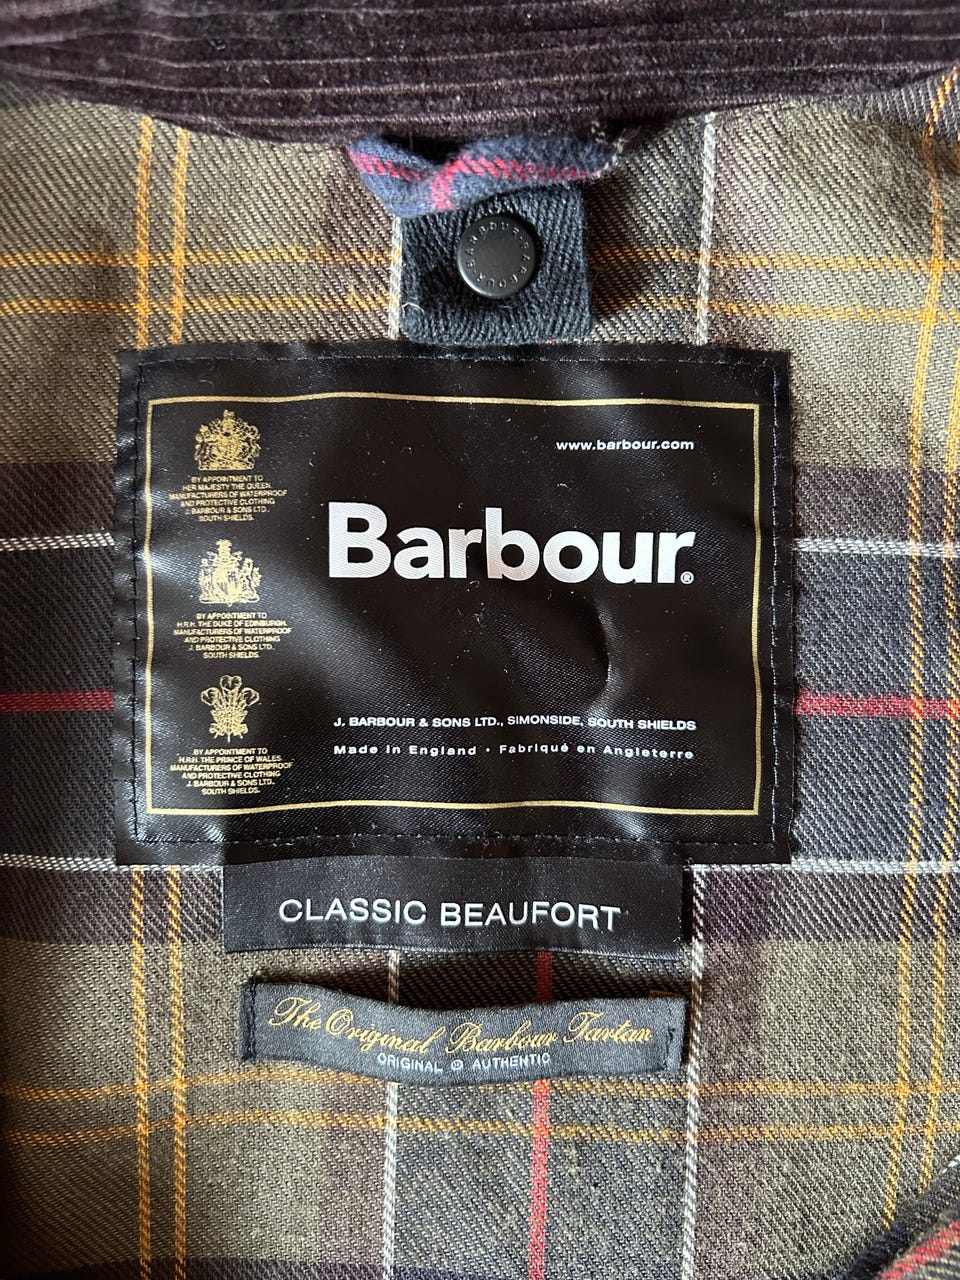 BARBOUR BARBOUR
www.barbour.com
BY APPOINTMENT TO
HER MAJESTY THE QUEEN
MANUFACTURERS OF WATERPROOF
AND PROTECTIVE CLOTHING
J. BARBOUR & SONS LTD.
SOUTH SHIELDS.
Barbour®
BY APPOINTMENT TO
H.R.H. THE DUKE OF EDINBURGH.
MANUFACTURERS OF WATERPROOF
AND PROTECTIVE CLOTHING
J. BARBOUR & SONS LTD.
SOUTH SHIELDS.
BY APPOINTMENT TO
H.R.H. THE PRINCE OF WALES
MANUFACTURERS OF WATERPROOF
AND PROTECTIVE CLOTHING
J. BARBOUR & SONS LTD.
SOUTH SHIELDS.
J. BARBOUR & SONS LTD., SIMONSIDE, SOUTH SHIELDS
Made in England · Fabriqué en Angleterre
CLASSIC BEAUFORT
The Original Barbour Tartan
ORIGINAL & AUTHENTIC